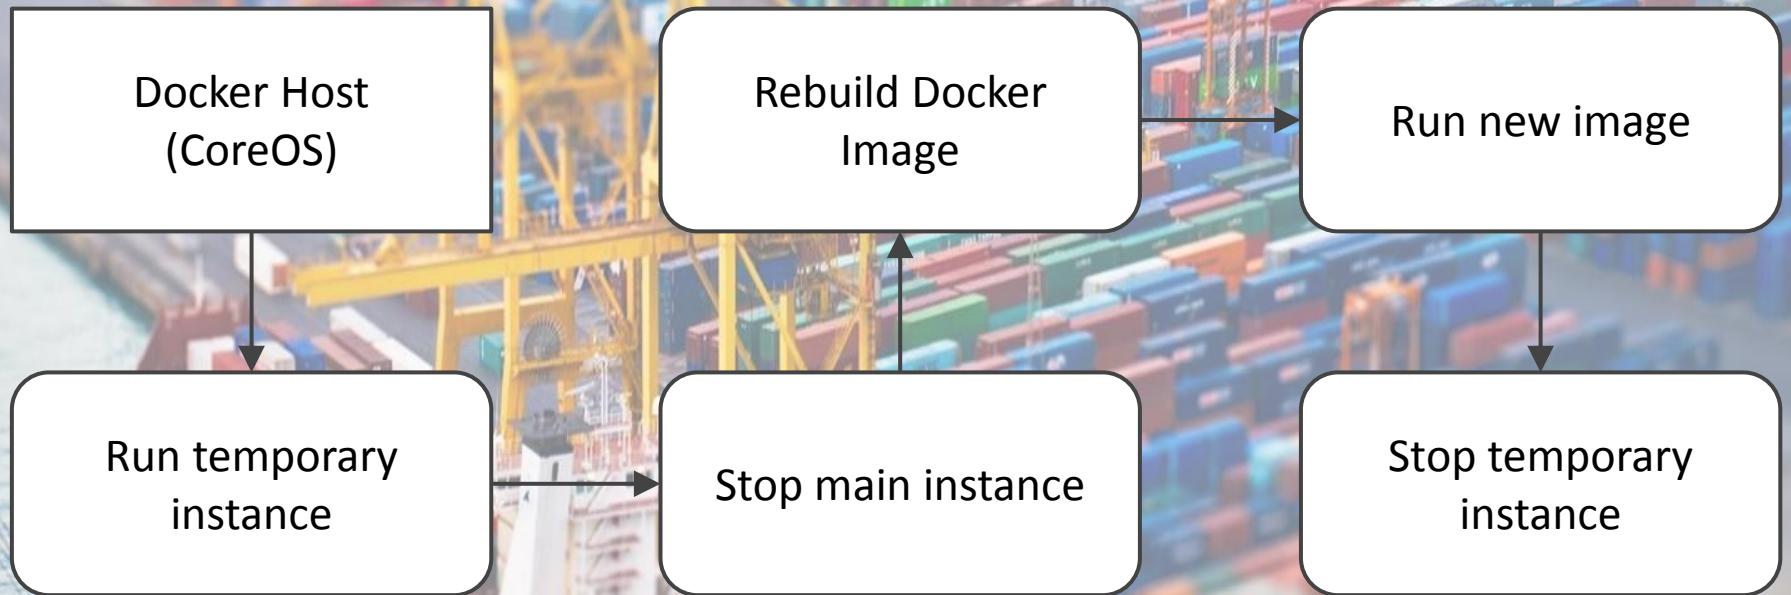 Docker Host
(CoreOS)
Run temporary
instance
Stop main instance
Rebuild Docker
Image
Run new image
Stop temporary
instance